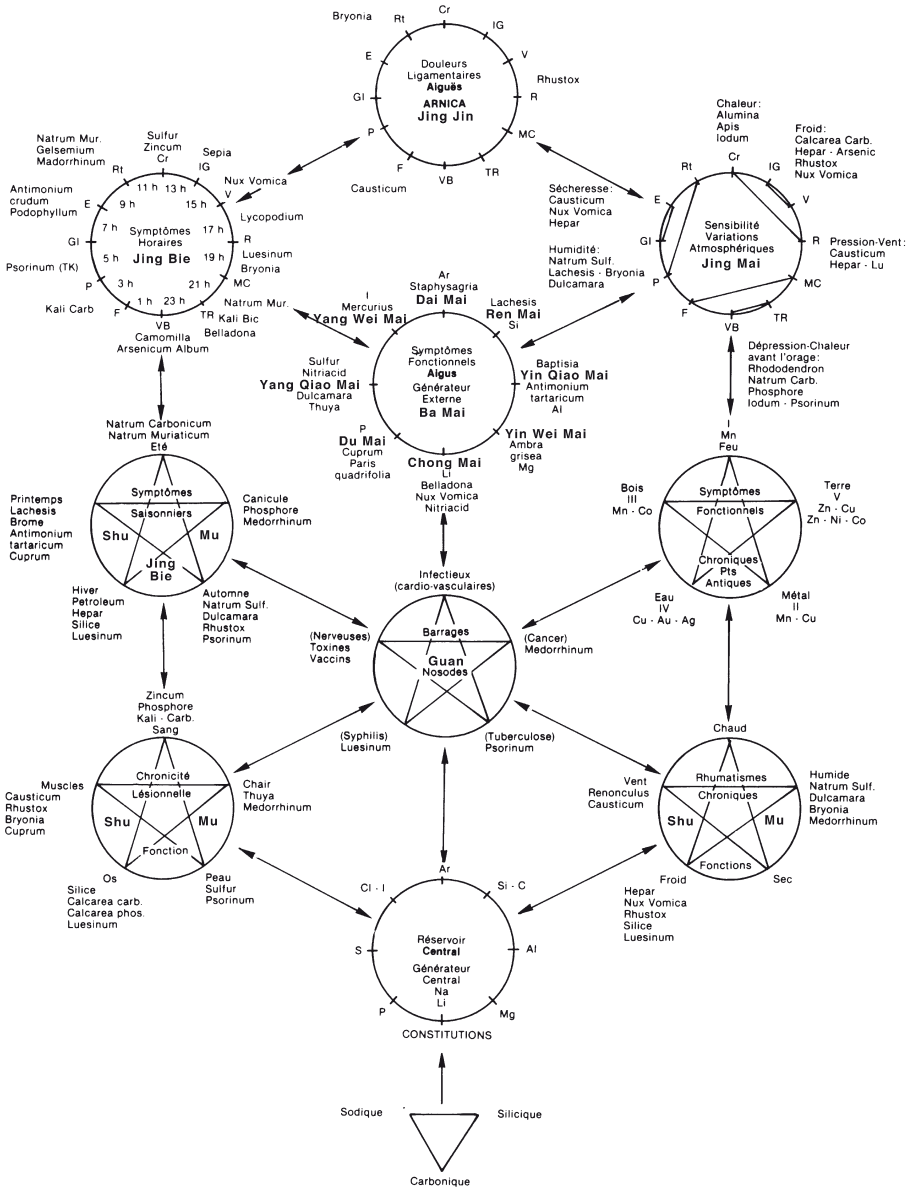 Cr
Bryonia
Rt
IG
E
V
Douleurs
Ligamentaires
Aiguës
ARNICA
Jing Jin
Rhustox
GI
R
P
MC
F
VB
TR
Causticum
Natrum Mur.
Gelsemium
Madorrhinum
Sulfur
Zincum
Cr
Sepia
IG
Rt
11 h
13 h
Nux Vomica
V
Antimonium
crudum
Podophyllum
E
9 h
15 h
Lycopodium
7 h
17 h
Symptômes
Horaires
Jing Bie
GI
R
5 h
19 h
Luesinum
Bryonia
Psorinum (TK)
P
3 h
21 h
MC
Kali Carb
F
1 h
23 h
TR
Natrum Mur.
Kali Bic
Belladona
VB
Camomilla
Arsenicum Album
Chaleur:
Alumina
Apis
Iodum
Froid:
Calcarea Carb.
Hepar - Arsenic
Rhustox
Nux Vomica
Cr
Rt
IG
Sécheresse:
Causticum
Nux Vomica
Hepar
E
V
Sensibilité
Variations
Atmosphériques
Jing Mai
GI
R
Pression-Vent:
Causticum
Hepar - Lu
Humidité:
Natrum Sulf.
Lachesis - Bryonia
Dulcamara
P
MC
F
VB
TR
Dépression-Chaleur
avant l'orage:
Rhododendron
Natrum Carb.
Phosphore
Iodum - Psorinum
Ar
Staphysagria
Dai Mai
I
Mercurius
Yang Wei Mai
Lachesis
Ren Mai
Si
Symptômes
Fonctionnels
Aigus
Générateur
Externe
Ba Mai
Sulfur
Nitriacid
Yang Qiao Mai
Dulcamara
Thuya
Baptisia
Yin Qiao Mai
Antimonium
tartaricum
Al
P
Du Mai
Cuprum
Paris
quadrifolia
Yin Wei Mai
Ambra
grisea
Mg
Chong Mai
Li
Belladona
Nux Vomica
Nitriacid
Natrum Carbonicum
Natrum Muriaticum
Eté
Printemps
Lachesis
Brome
Antimonium
tartaricum
Cuprum
Symptômes
Saisonniers
Shu
Mu
Jing
Bie
Canicule
Phosphore
Medorrhinum
Hiver
Petroleum
Hepar
Silice
Luesinum
Automne
Natrum Sulf.
Dulcamara
Rhustox
Psorinum
I
Mn
Feu
Bois
III
Mn - Co
Symptômes
Fonctionnels
Chroniques
Pts
Antiques
Terre
V
Zn - Cu
Zn - Ni - Co
Eau
IV
Cu - Au - Ag
Métal
II
Mn - Cu
Infectieux
(cardio-vasculaires)
(Nerveuses)
Toxines
Vaccins
Barrages
Guan
Nosodes
(Cancer)
Medorrhinum
(Syphilis)
Luesinum
(Tuberculose)
Psorinum
Zincum
Phosphore
Kali - Carb.
Sang
Muscles
Causticum
Rhustox
Bryonia
Cuprum
Chronicité
Lésionnelle
Shu
Mu
Fonction
Chair
Thuya
Medorrhinum
Os
Silice
Calcarea carb.
Calcarea phos.
Luesinum
Peau
Sulfur
Psorinum
Chaud
Vent
Renonculus
Causticum
Rhumatismes
Chroniques
Shu
Mu
Fonctions
Humide
Natrum Sulf.
Dulcamara
Bryonia
Medorrhinum
Froid
Hepar
Nux Vomica
Rhustox
Silice
Luesinum
Sec
Ar
Cl - I
Si - C
S
Al
Réservoir
Central
Générateur
Central
Na
Li
P
Mg
CONSTITUTIONS
Sodique
Silicique
Carbonique